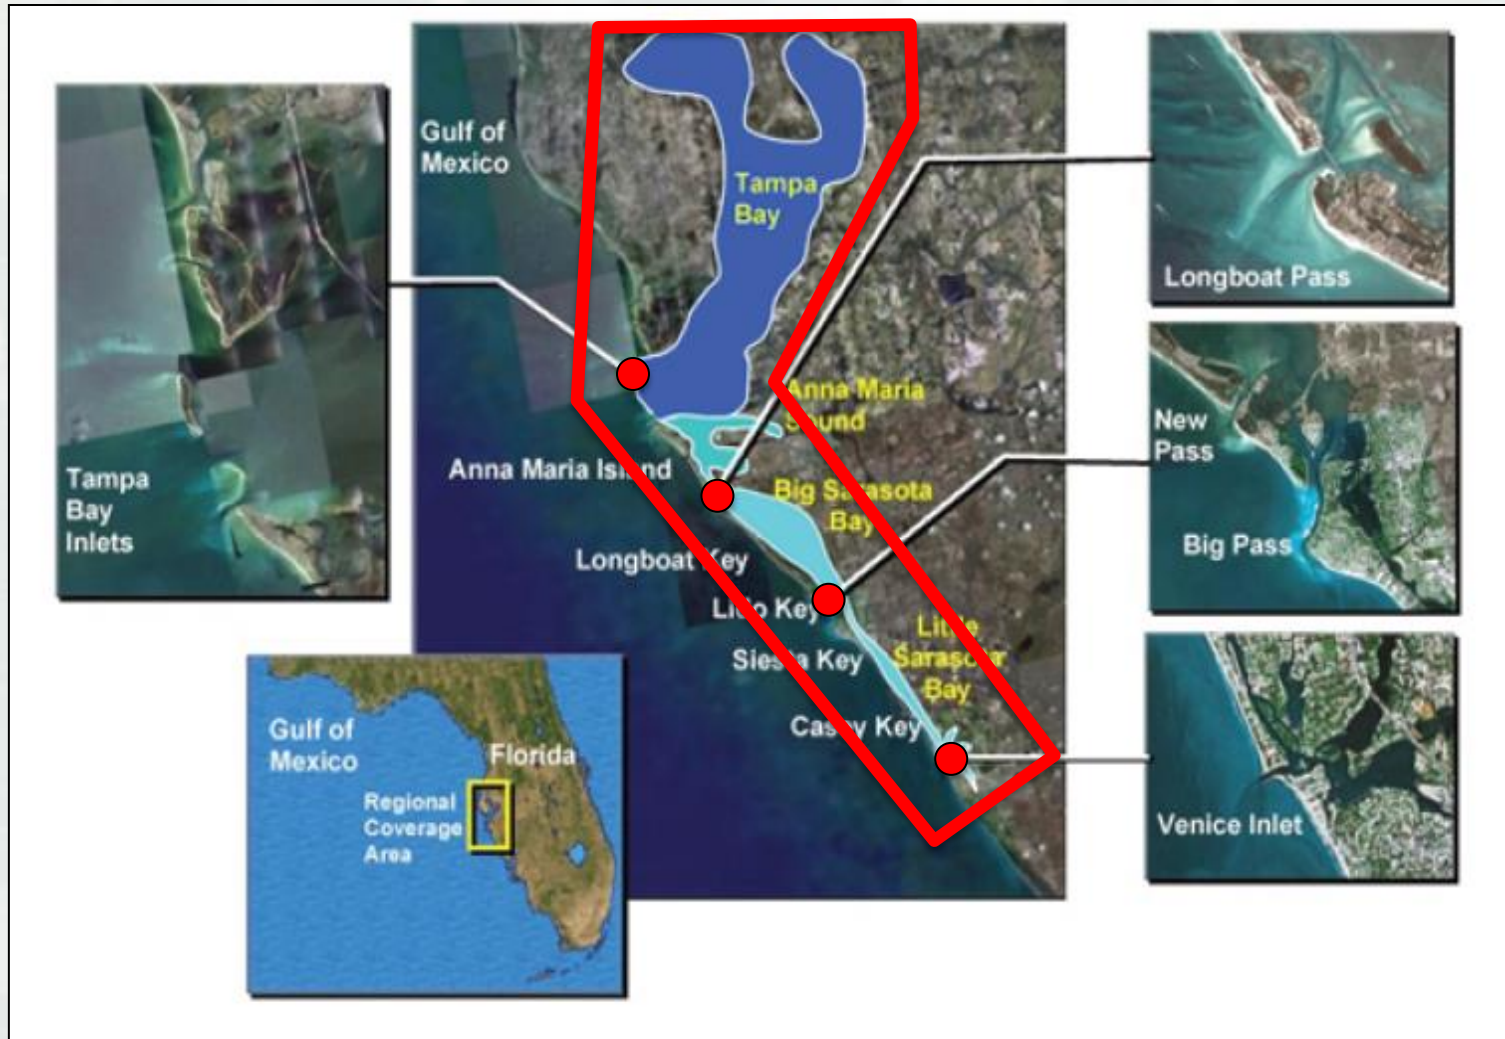 Gulf of
Mexico
Tampa
Bay
Longboat Pass
Anna Maria
Sound
New
Pass
Anna Maria Island
Tampa
Bay
Inlets
Big Sarasota
Bay
Big Pass
Longboat Key
Lido Key
Little
Sarasota
Bay
Siesta Key
Casey Key
Gulf of
Mexico
Florida
Regional
Coverage
Area
Venice Inlet